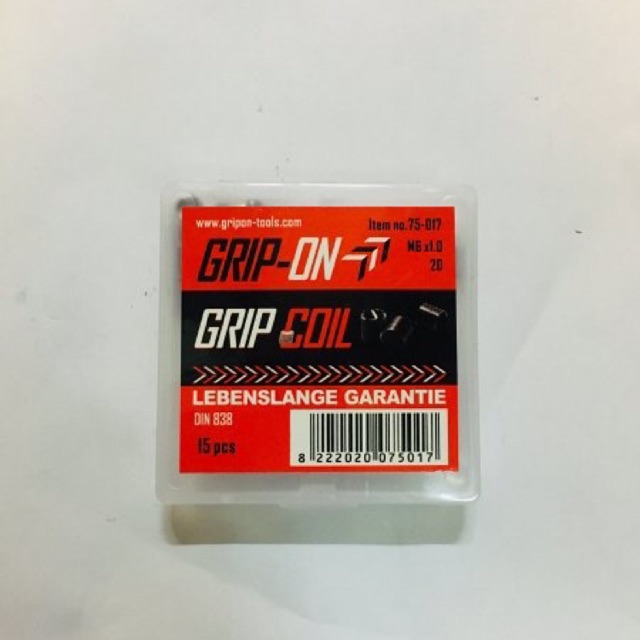 www.gripon-tools.com
Item no.75-017
GRIP-ON
M6 x1.0
2D
GRIP COIL
LEBENSLANGE GARANTIE
DIN 838
15 pcs
8 222020 075017